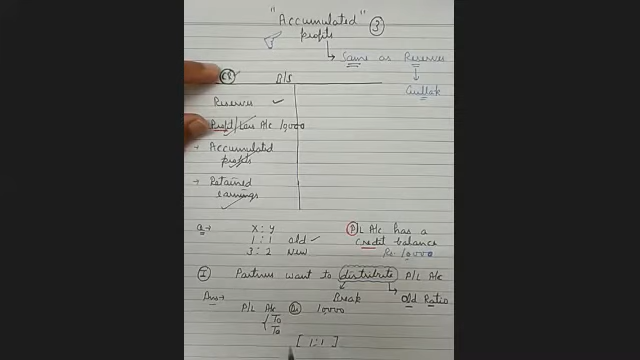 "Accumulated"
profits
3
Same as Reserves
Gullak
CR
B/S
Reserves
Profit/Loss A/c 10,000
→ Accumulated
profits
→ Retained
earnings
Q→ X : Y
1 : 1 old
3 : 2 New
P/L A/c has a
credit balance
Rs 10,000
I Partners want to distribute P/L A/c
Break
Old Ratio
Ans→
P/L A/c Dr 10,000
To
To
[ 1:1 ]